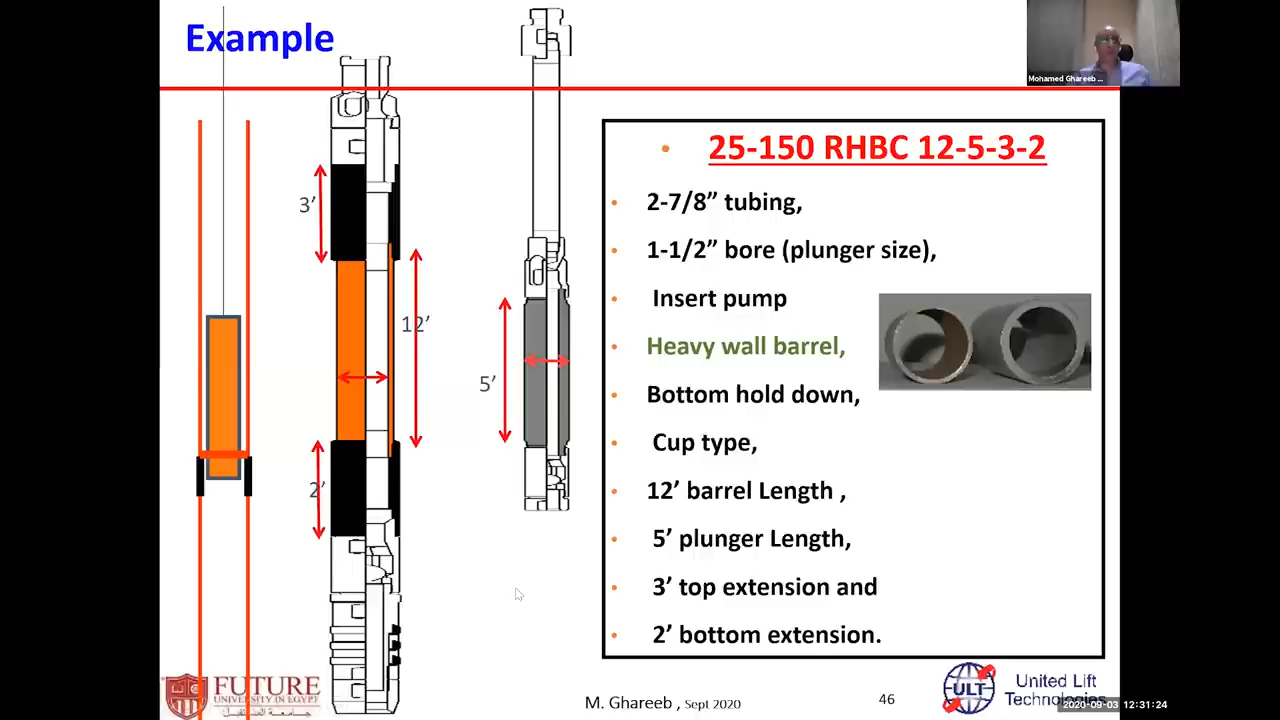 Example
Mohamed Ghareeb ...
25-150 RHBC 12-5-3-2
2-7/8” tubing,
1-1/2” bore (plunger size),
Insert pump
Heavy wall barrel,
Bottom hold down,
Cup type,
12’ barrel Length ,
5’ plunger Length,
3’ top extension and
2’ bottom extension.
3’
12’
5’
2’
FUTURE
UNIVERSITY IN EGYPT
جامعة المستقبل
M. Ghareeb , Sept 2020
46
ULT
United Lift
Technologies
2020-09-03 12:31:24